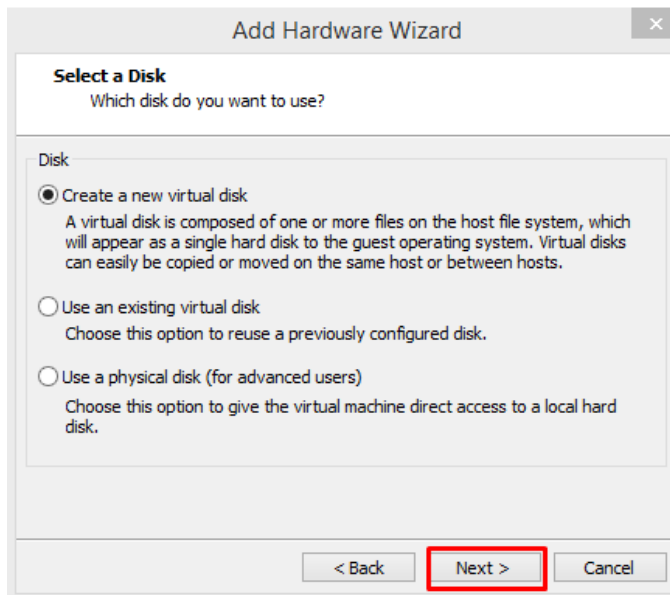 Add Hardware Wizard
Select a Disk
Which disk do you want to use?
Disk
Create a new virtual disk
A virtual disk is composed of one or more files on the host file system, which
will appear as a single hard disk to the guest operating system. Virtual disks
can easily be copied or moved on the same host or between hosts.
Use an existing virtual disk
Choose this option to reuse a previously configured disk.
Use a physical disk (for advanced users)
Choose this option to give the virtual machine direct access to a local hard
disk.
< Back Next > Cancel